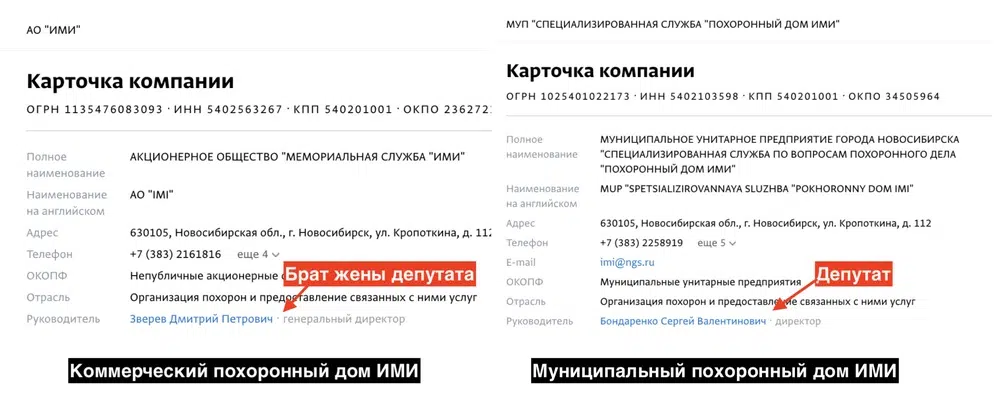 АО "ИМИ"
Карточка компании
ОГРН 1135476083093 · ИНН 5402563267 · КПП 540201001 · ОКПО 236272
Полное наименование
АКЦИОНЕРНОЕ ОБЩЕСТВО "МЕМОРИАЛЬНАЯ СЛУЖБА "ИМИ"
Наименование на английском
АО "IMI"
Адрес
630105, Новосибирская обл., г. Новосибирск, ул. Кропоткина, д. 112
Телефон
+7 (383) 2161816 еще 4
ОКОПФ
Непубличные акционерные
Брат жены депутата
Отрасль
Организация похорон и предоставление связанных с ними услуг
Руководитель
Зверев Дмитрий Петрович · генеральный директор
Коммерческий похоронный дом ИМИ
МУП "СПЕЦИАЛИЗИРОВАННАЯ СЛУЖБА "ПОХОРОННЫЙ ДОМ ИМИ"
Карточка компании
ОГРН 1025401022173 · ИНН 5402103598 · КПП 540201001 · ОКПО 34505964
Полное наименование
МУНИЦИПАЛЬНОЕ УНИТАРНОЕ ПРЕДПРИЯТИЕ ГОРОДА НОВОСИБИРСКА
"СПЕЦИАЛИЗИРОВАННАЯ СЛУЖБА ПО ВОПРОСАМ ПОХОРОННОГО ДЕЛА
"ПОХОРОННЫЙ ДОМ ИМИ"
Наименование на английском
MUP "SPETSIALIZIROVANNAYA SLUZHBA "POKHORONNY DOM IMI"
Адрес
630105, Новосибирская обл., г. Новосибирск, ул. Кропоткина, д. 112
Телефон
+7 (383) 2258919 еще 5
E-mail
imi@ngs.ru
ОКОПФ
Муниципальные унитарные предприятия
Депутат
Отрасль
Организация похорон и предоставление связанных с ними услуг
Руководитель
Бондаренко Сергей Валентинович · директор
Муниципальный похоронный дом ИМИ